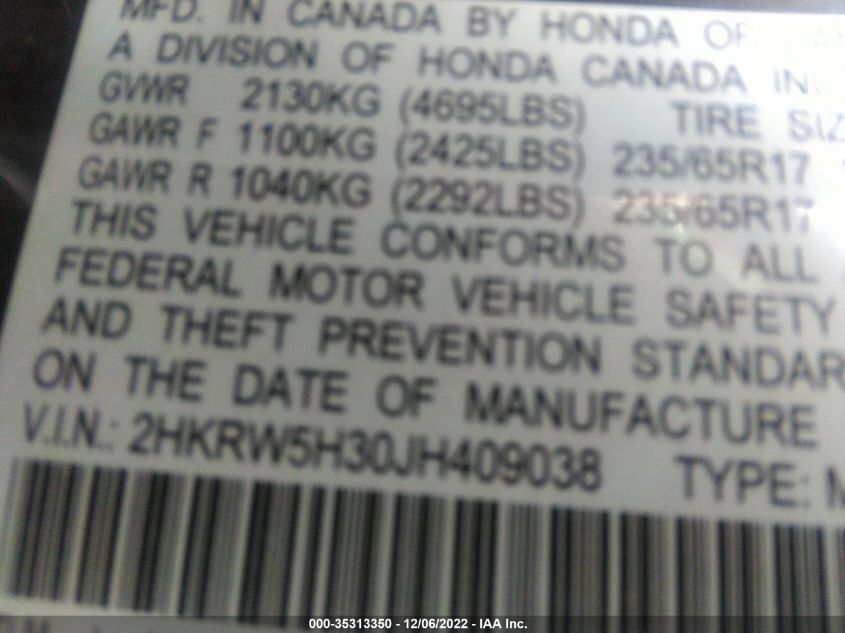 MFD. IN CANADA BY HONDA OF
A DIVISION OF HONDA CANADA INC
GVWR 2130KG (4695LBS) TIRE SIZ
GAWR F 1100KG (2425LBS) 235/65R17
GAWR R 1040KG (2292LBS) 235/65R17
THIS VEHICLE CONFORMS TO ALL
FEDERAL MOTOR VEHICLE SAFETY
AND THEFT PREVENTION STANDAR
ON THE DATE OF MANUFACTURE
V.I.N.: 2HKRW5H30JH409038 TYPE: M
000-35313350 - 12/06/2022 - IAA Inc.